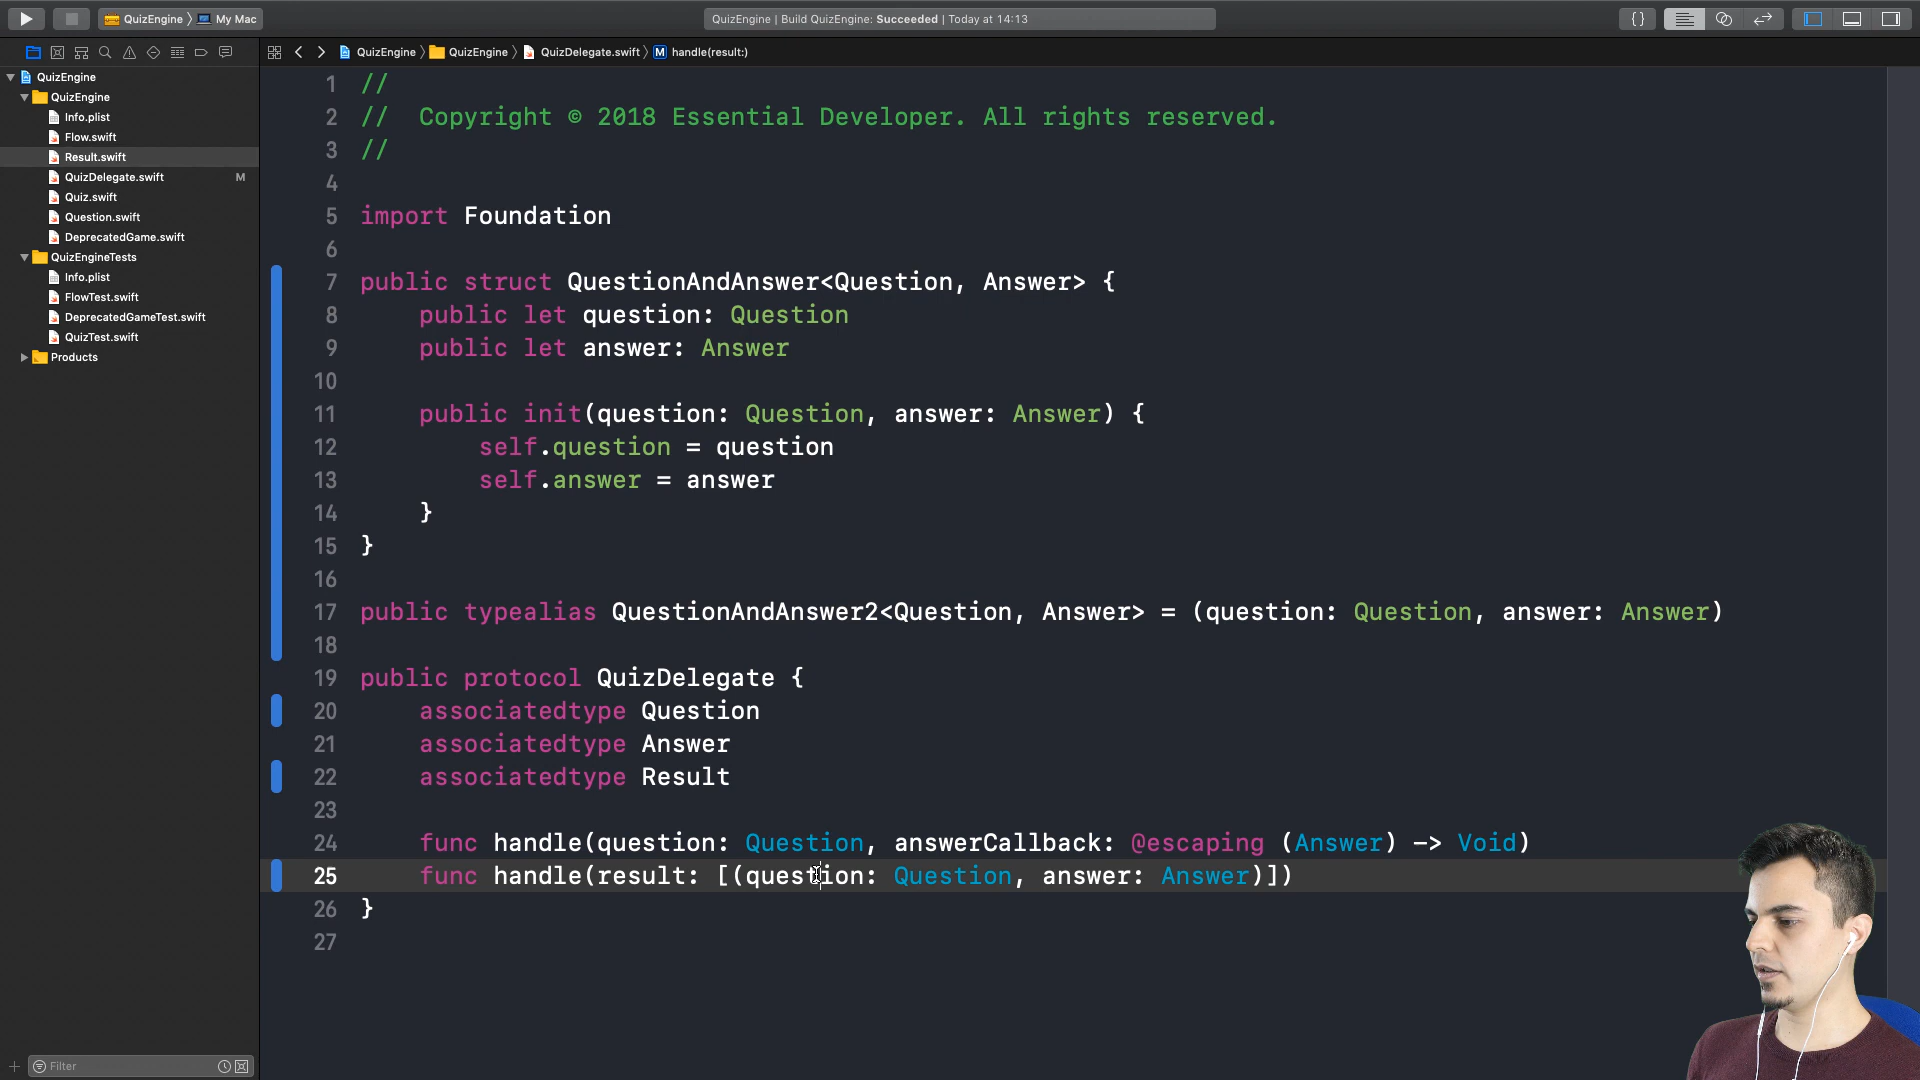 QuizEngine 〉 My Mac
QuizEngine | Build QuizEngine: Succeeded | Today at 14:13
{}
QuizEngine 〉 QuizEngine 〉 QuizDelegate.swift 〉 M handle(result:)
QuizEngine
QuizEngine
Info.plist
Flow.swift
Result.swift
QuizDelegate.swift M
Quiz.swift
Question.swift
DeprecatedGame.swift
QuizEngineTests
Info.plist
FlowTest.swift
DeprecatedGameTest.swift
QuizTest.swift
Products
Filter
1 //
2 //  Copyright © 2018 Essential Developer. All rights reserved.
3 //
4
5 import Foundation
6
7 public struct QuestionAndAnswer<Question, Answer> {
8     public let question: Question
9     public let answer: Answer
10
11     public init(question: Question, answer: Answer) {
12         self.question = question
13         self.answer = answer
14     }
15 }
16
17 public typealias QuestionAndAnswer2<Question, Answer> = (question: Question, answer: Answer)
18
19 public protocol QuizDelegate {
20     associatedtype Question
21     associatedtype Answer
22     associatedtype Result
23
24     func handle(question: Question, answerCallback: @escaping (Answer) -> Void)
25     func handle(result: [(question: Question, answer: Answer)])
26 }
27